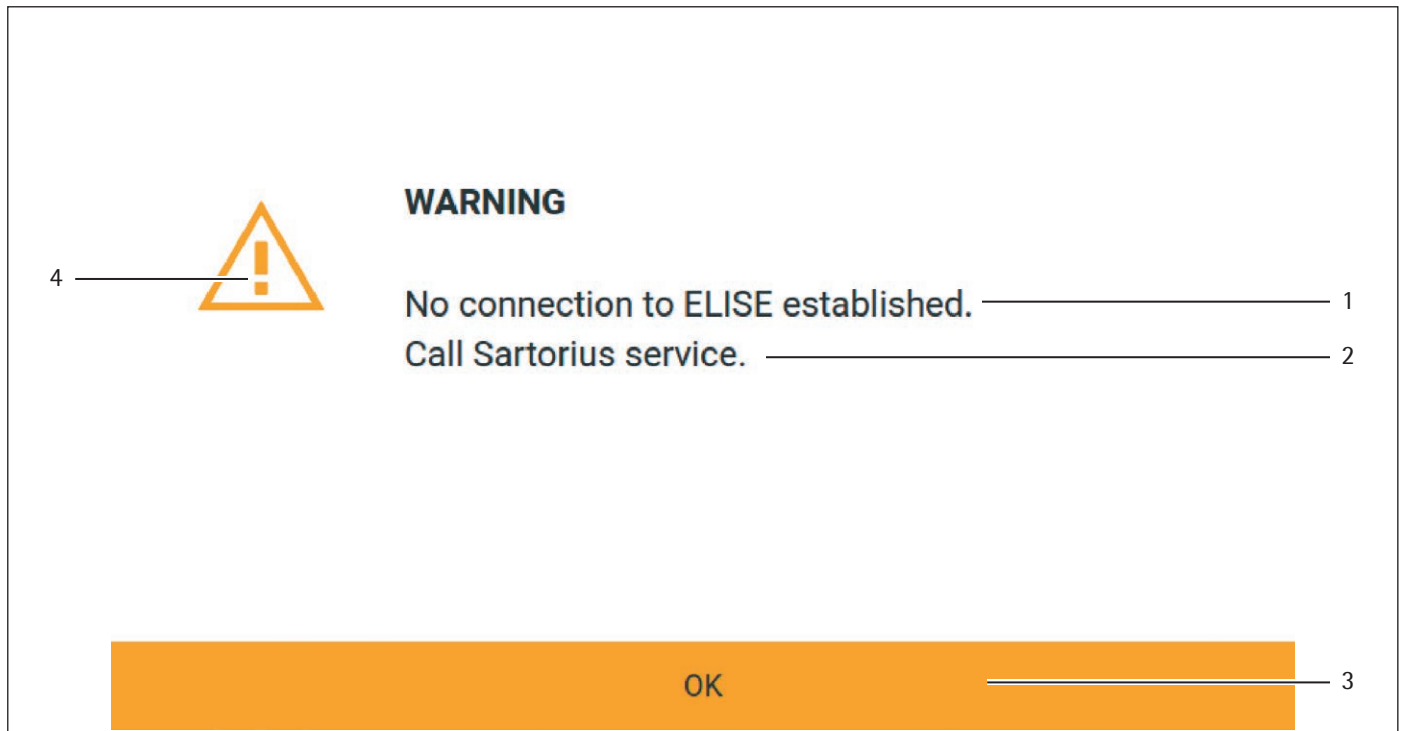 WARNING
4
No connection to ELISE established.
1
Call Sartorius service.
2
OK
3